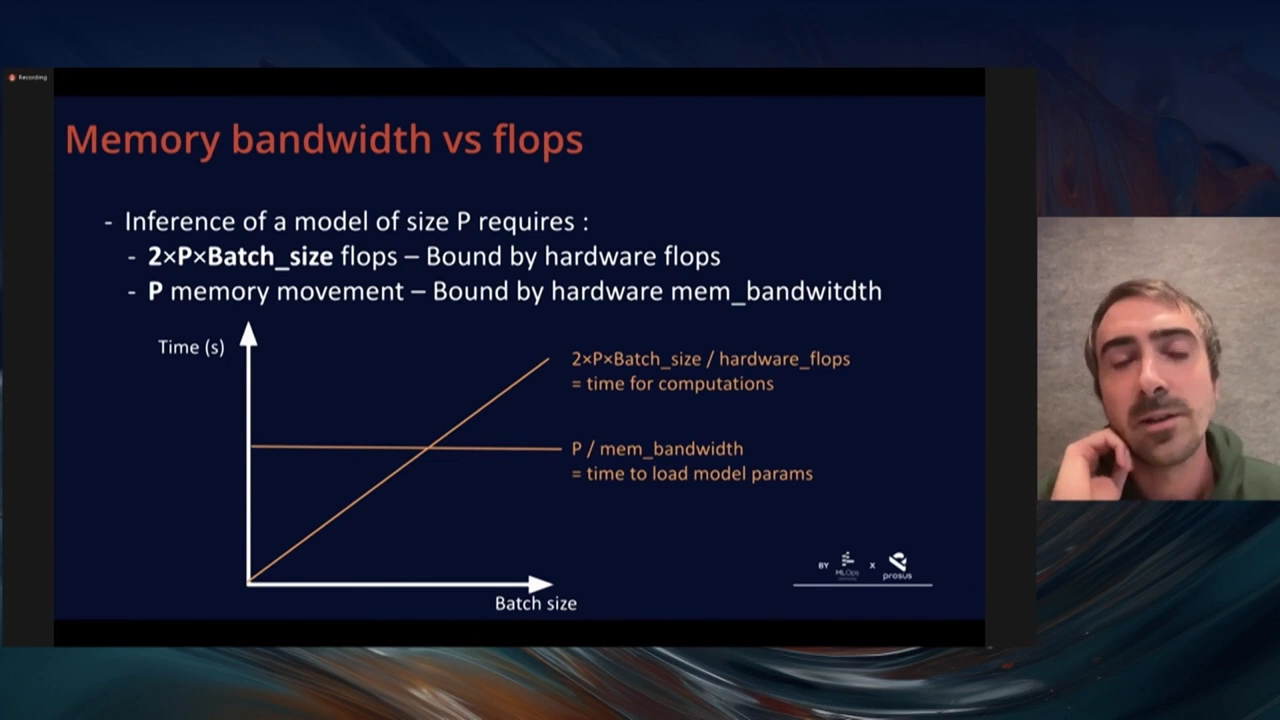 Recording
Memory bandwidth vs flops
- Inference of a model of size P requires :
- 2×P×Batch_size flops – Bound by hardware flops
- P memory movement – Bound by hardware mem_bandwitdth
Time (s)
2×P×Batch_size / hardware_flops
= time for computations
P / mem_bandwidth
= time to load model params
BY MLOps x prosus
Batch size